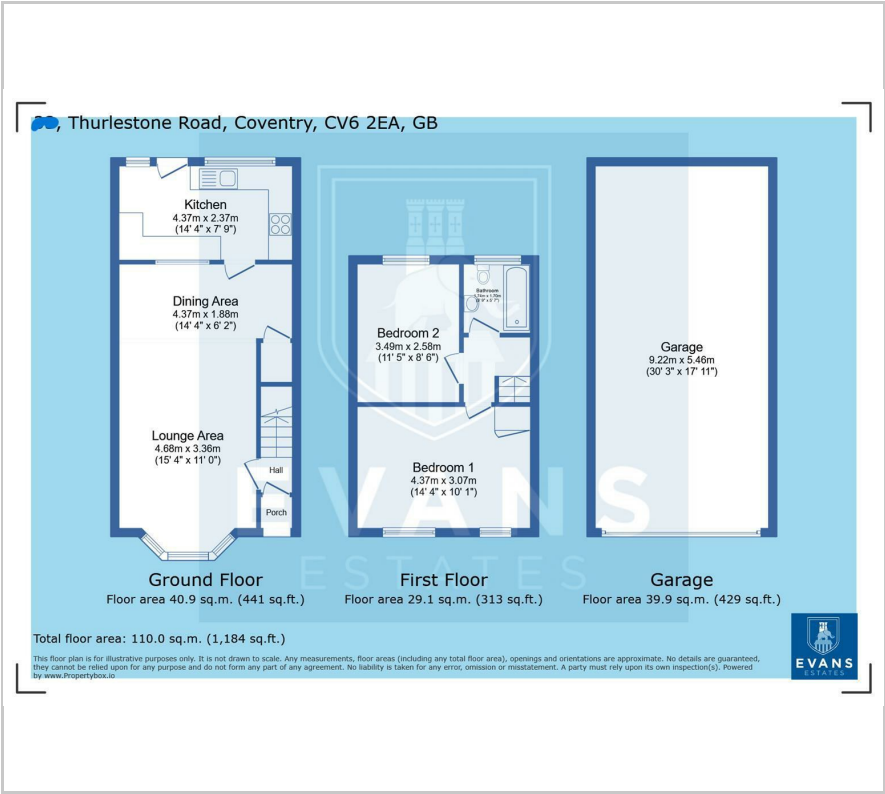 , Thurlestone Road, Coventry, CV6 2EA, GB
Kitchen
4.37m x 2.37m
(14' 4" x 7' 9")
Dining Area
4.37m x 1.88m
(14' 4" x 6' 2")
Lounge Area
4.68m x 3.36m
(15' 4" x 11' 0")
Hall
Porch
Ground Floor
Floor area 40.9 sq.m. (441 sq.ft.)
Bathroom
Bedroom 2
3.49m x 2.58m
(11' 5" x 8' 6")
Bedroom 1
4.37m x 3.07m
(14' 4" x 10' 1")
First Floor
Floor area 29.1 sq.m. (313 sq.ft.)
Garage
9.22m x 5.46m
(30' 3" x 17' 11")
Garage
Floor area 39.9 sq.m. (429 sq.ft.)
EVANS
ESTATES
Total floor area: 110.0 sq.m. (1,184 sq.ft.)
This floor plan is for illustrative purposes only. It is not drawn to scale. Any measurements, floor areas (including any total floor area), openings and orientations are approximate. No details are guaranteed,
they cannot be relied upon for any purpose and do not form any part of any agreement. No liability is taken for any error, omission or misstatement. A party must rely upon its own inspection(s). Powered
by www.Propertybox.io
EVANS
ESTATES